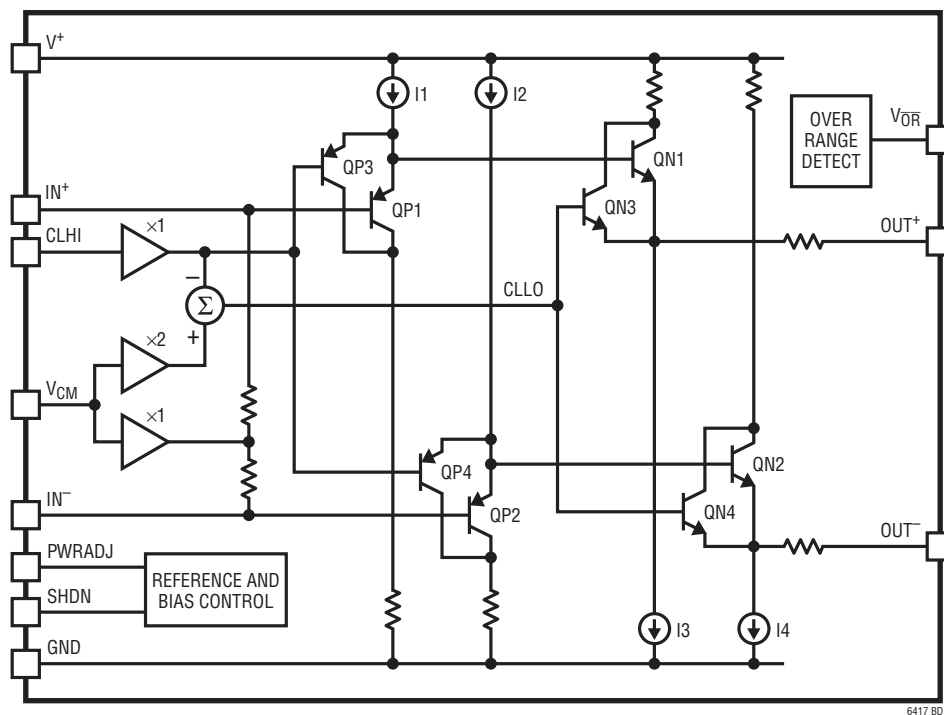 V+
I1
I2
OVER
RANGE
DETECT
VOR
QP3
QN1
IN+
×1
QP1
QN3
CLHI
OUT+
−
Σ
CLLO
+
×2
VCM
×1
QP4
QN2
QP2
QN4
IN−
OUT−
PWRADJ
REFERENCE AND
BIAS CONTROL
SHDN
I3
I4
GND
6417 BD